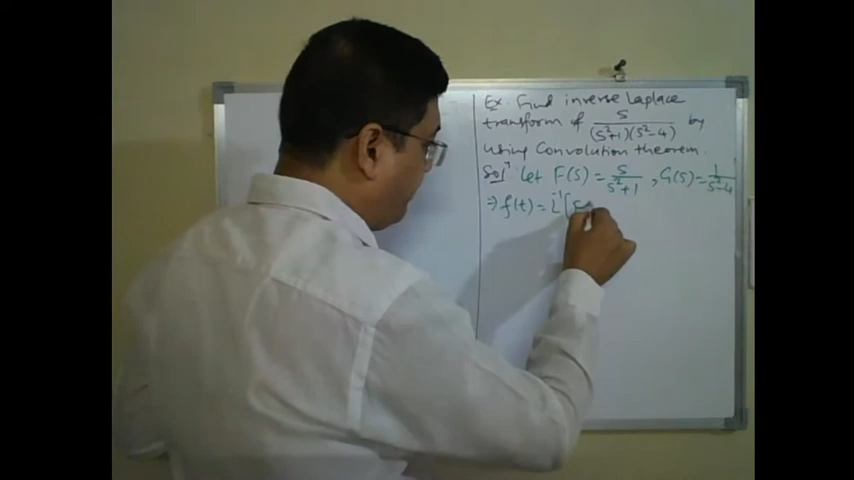 Ex. Find inverse Laplace
transform of s/((s²+1)(s²-4)) by
using Convolution theorem.
Solⁿ Let F(s) = s/(s²+1), G(s) = 1/(s²-4)
⇒ f(t) = L⁻¹[s